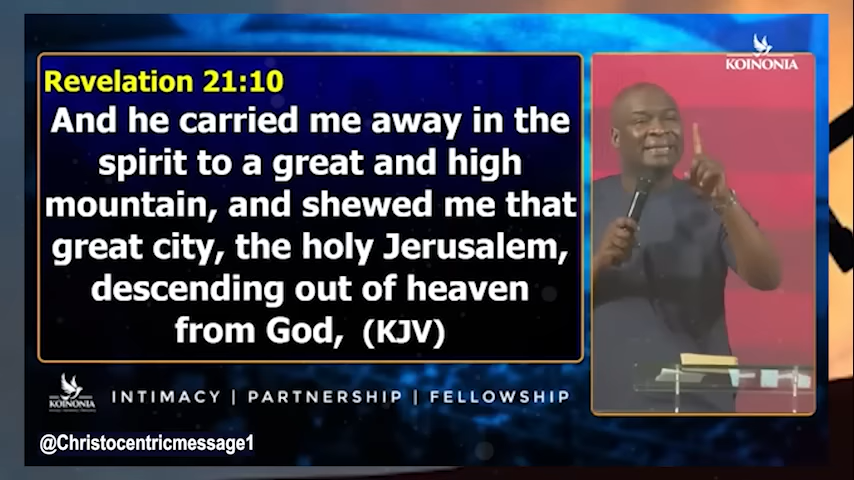 Revelation 21:10
And he carried me away in the
spirit to a great and high
mountain, and shewed me that
great city, the holy Jerusalem,
descending out of heaven
from God, (KJV)
KOINONIA
KOINONIA
INTIMACY | PARTNERSHIP | FELLOWSHIP
@Christocentricmessage1